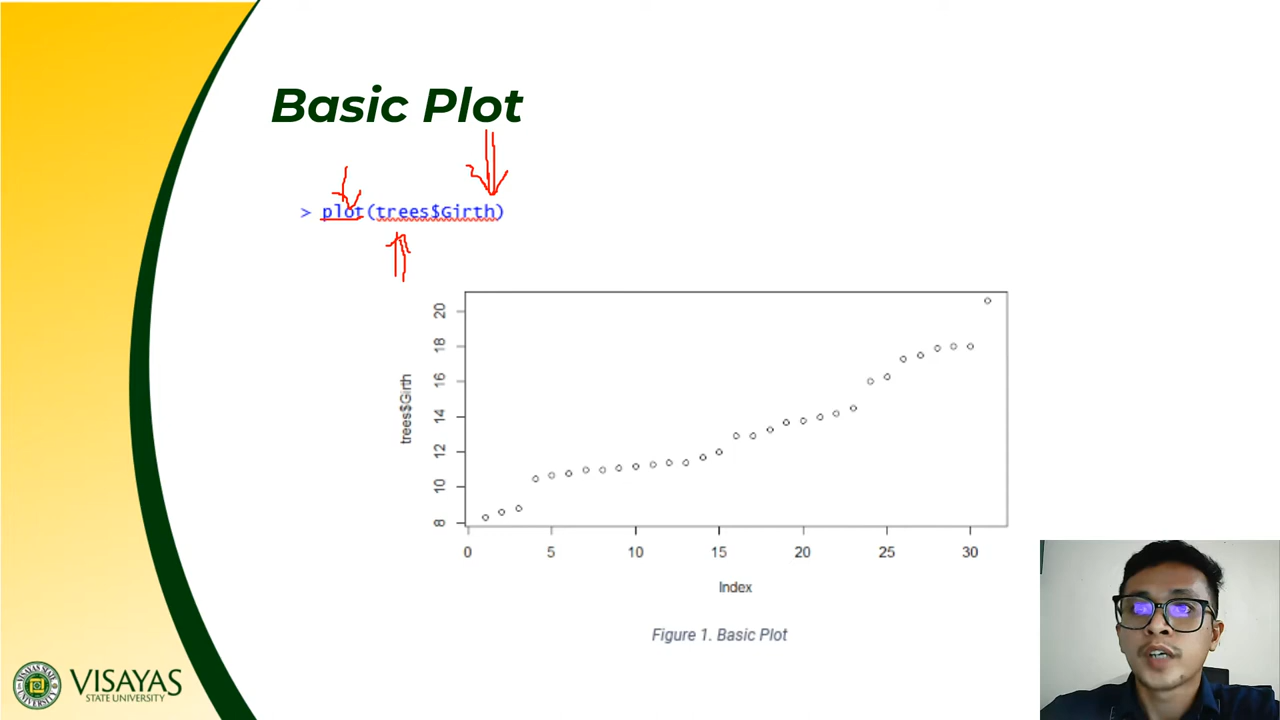 Basic Plot
> plot(trees$Girth)
trees$Girth
20
18
16
14
12
10
8
0 5 10 15 20 25 30
Index
Figure 1. Basic Plot
VISAYAS
STATE UNIVERSITY